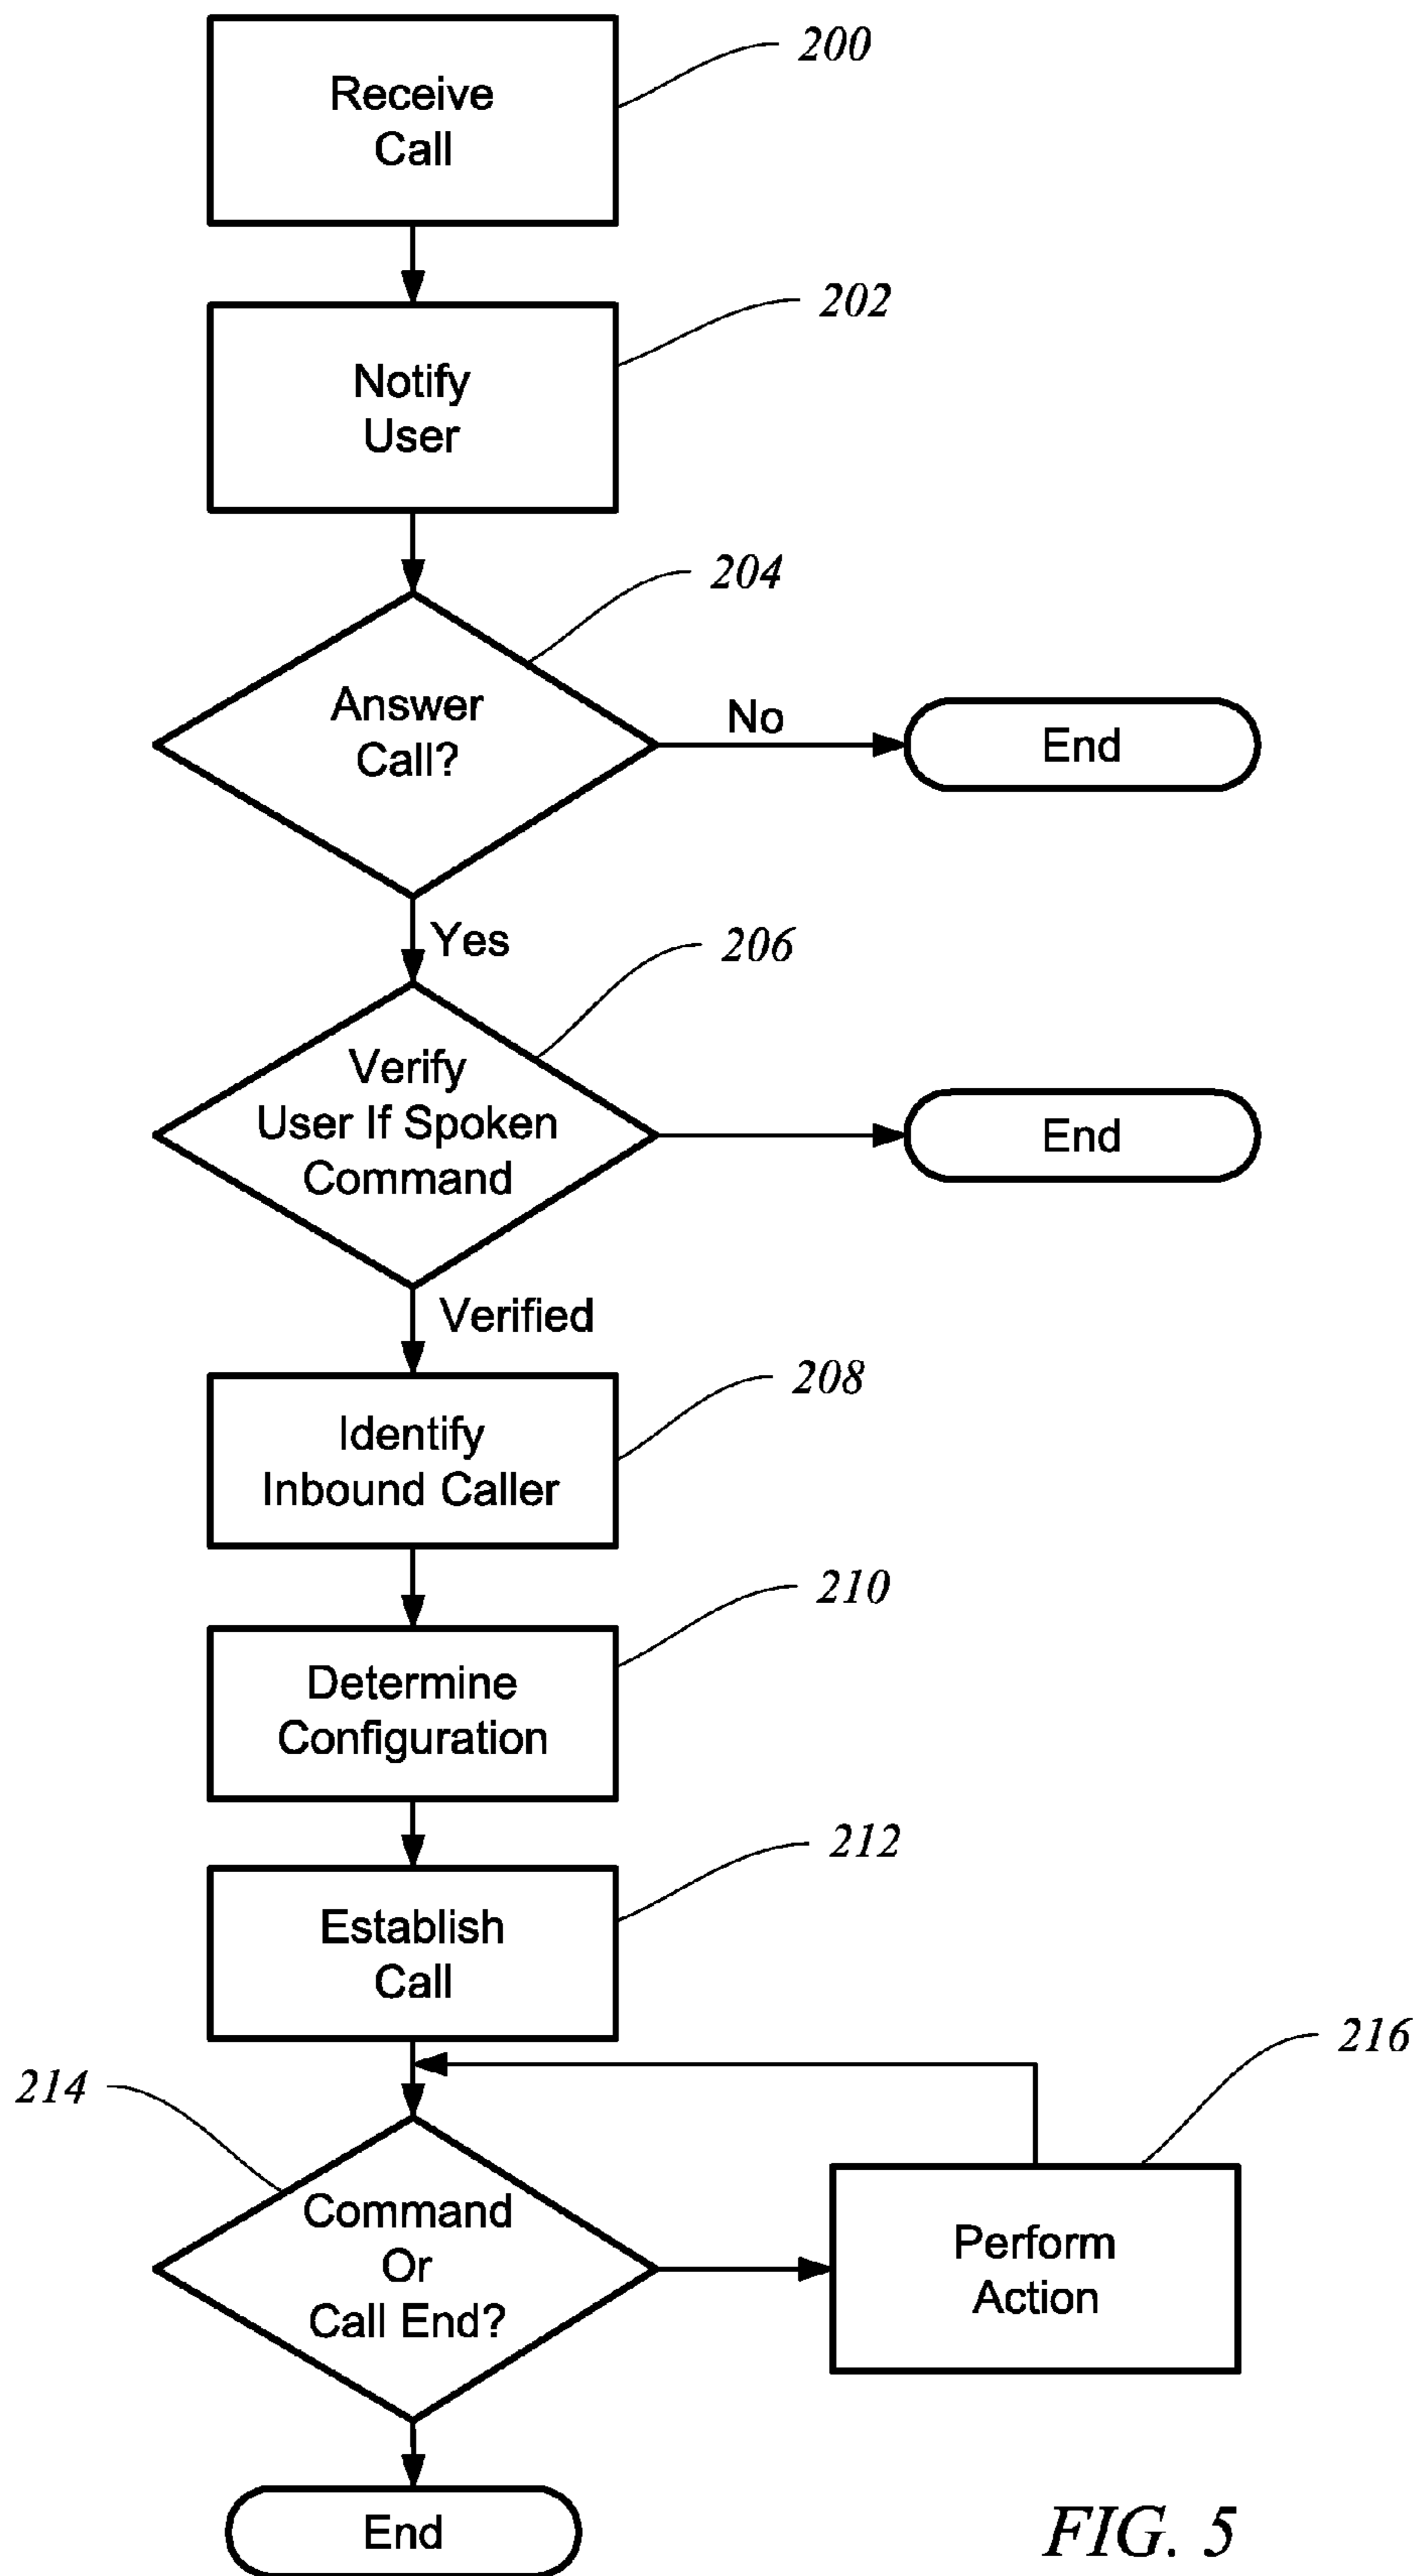 200
Receive
Call
202
Notify
User
204
Answer
Call?
No
End
Yes
206
Verify
User If Spoken
Command
End
Verified
208
Identify
Inbound Caller
210
Determine
Configuration
212
Establish
Call
216
214
Command
Or
Call End?
Perform
Action
End
FIG. 5